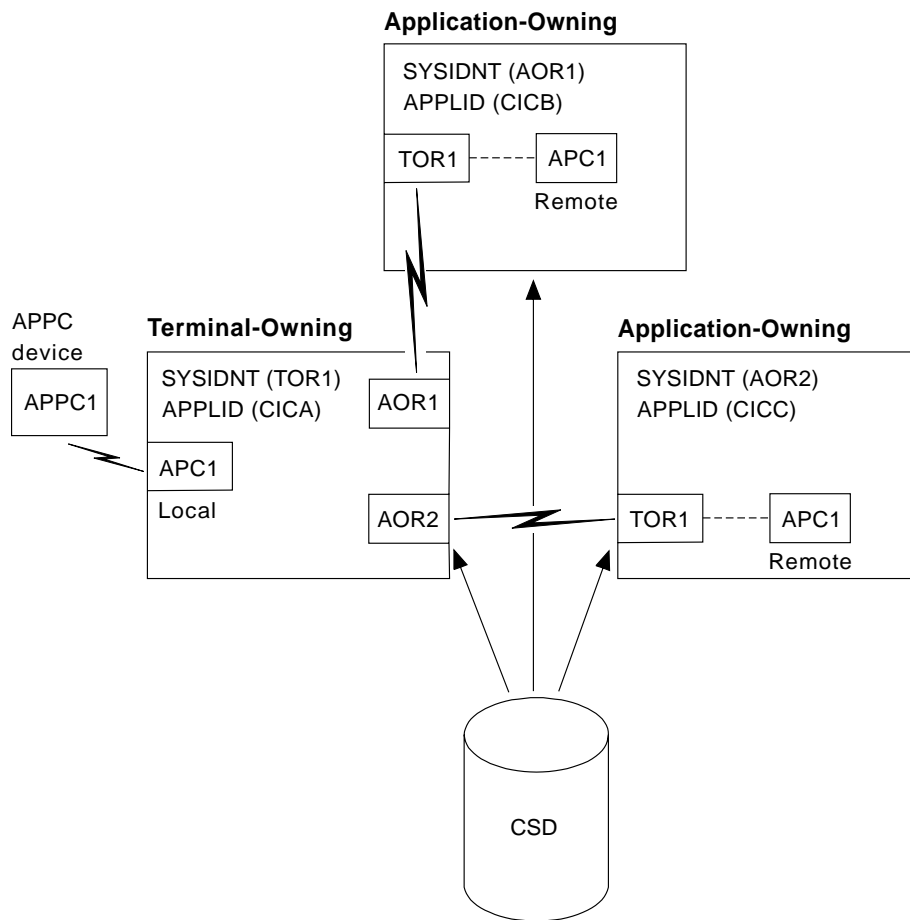 Application-Owning
SYSIDNT (AOR1)
APPLID (CICB)
TOR1
APC1
Remote
APPC
device
APPC1
Terminal-Owning
SYSIDNT (TOR1)
APPLID (CICA)
AOR1
APC1
Local
AOR2
Application-Owning
SYSIDNT (AOR2)
APPLID (CICC)
TOR1
APC1
Remote
CSD